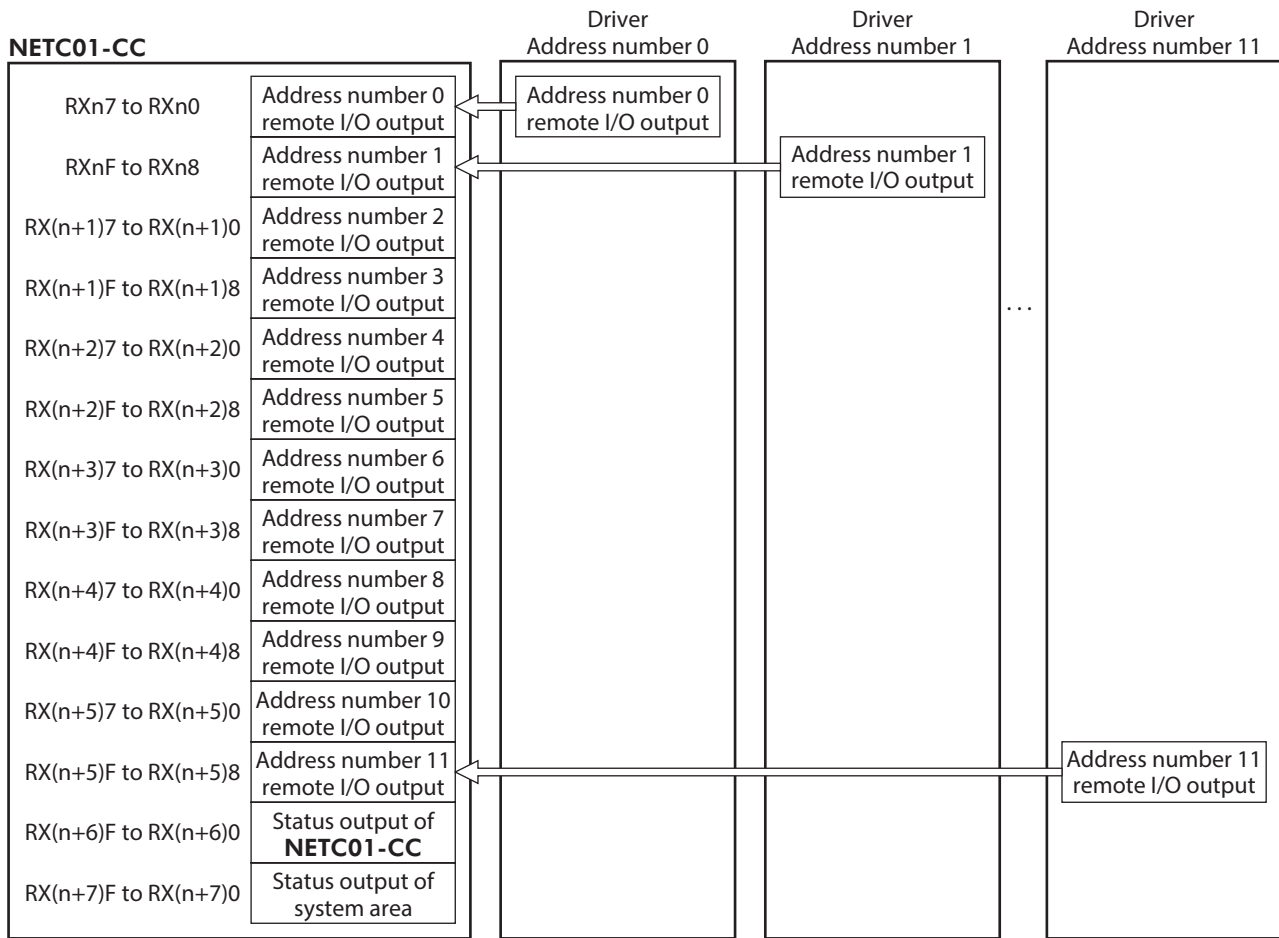 Driver
Address number 0
Driver
Address number 1
Driver
Address number 11
NETC01-CC
RXn7 to RXn0
Address number 0
remote I/O output
Address number 0
remote I/O output
RXnF to RXn8
Address number 1
remote I/O output
Address number 1
remote I/O output
RX(n+1)7 to RX(n+1)0
Address number 2
remote I/O output
RX(n+1)F to RX(n+1)8
Address number 3
remote I/O output
...
RX(n+2)7 to RX(n+2)0
Address number 4
remote I/O output
RX(n+2)F to RX(n+2)8
Address number 5
remote I/O output
RX(n+3)7 to RX(n+3)0
Address number 6
remote I/O output
RX(n+3)F to RX(n+3)8
Address number 7
remote I/O output
RX(n+4)7 to RX(n+4)0
Address number 8
remote I/O output
RX(n+4)F to RX(n+4)8
Address number 9
remote I/O output
RX(n+5)7 to RX(n+5)0
Address number 10
remote I/O output
RX(n+5)F to RX(n+5)8
Address number 11
remote I/O output
Address number 11
remote I/O output
RX(n+6)F to RX(n+6)0
Status output of
NETC01-CC
RX(n+7)F to RX(n+7)0
Status output of
system area